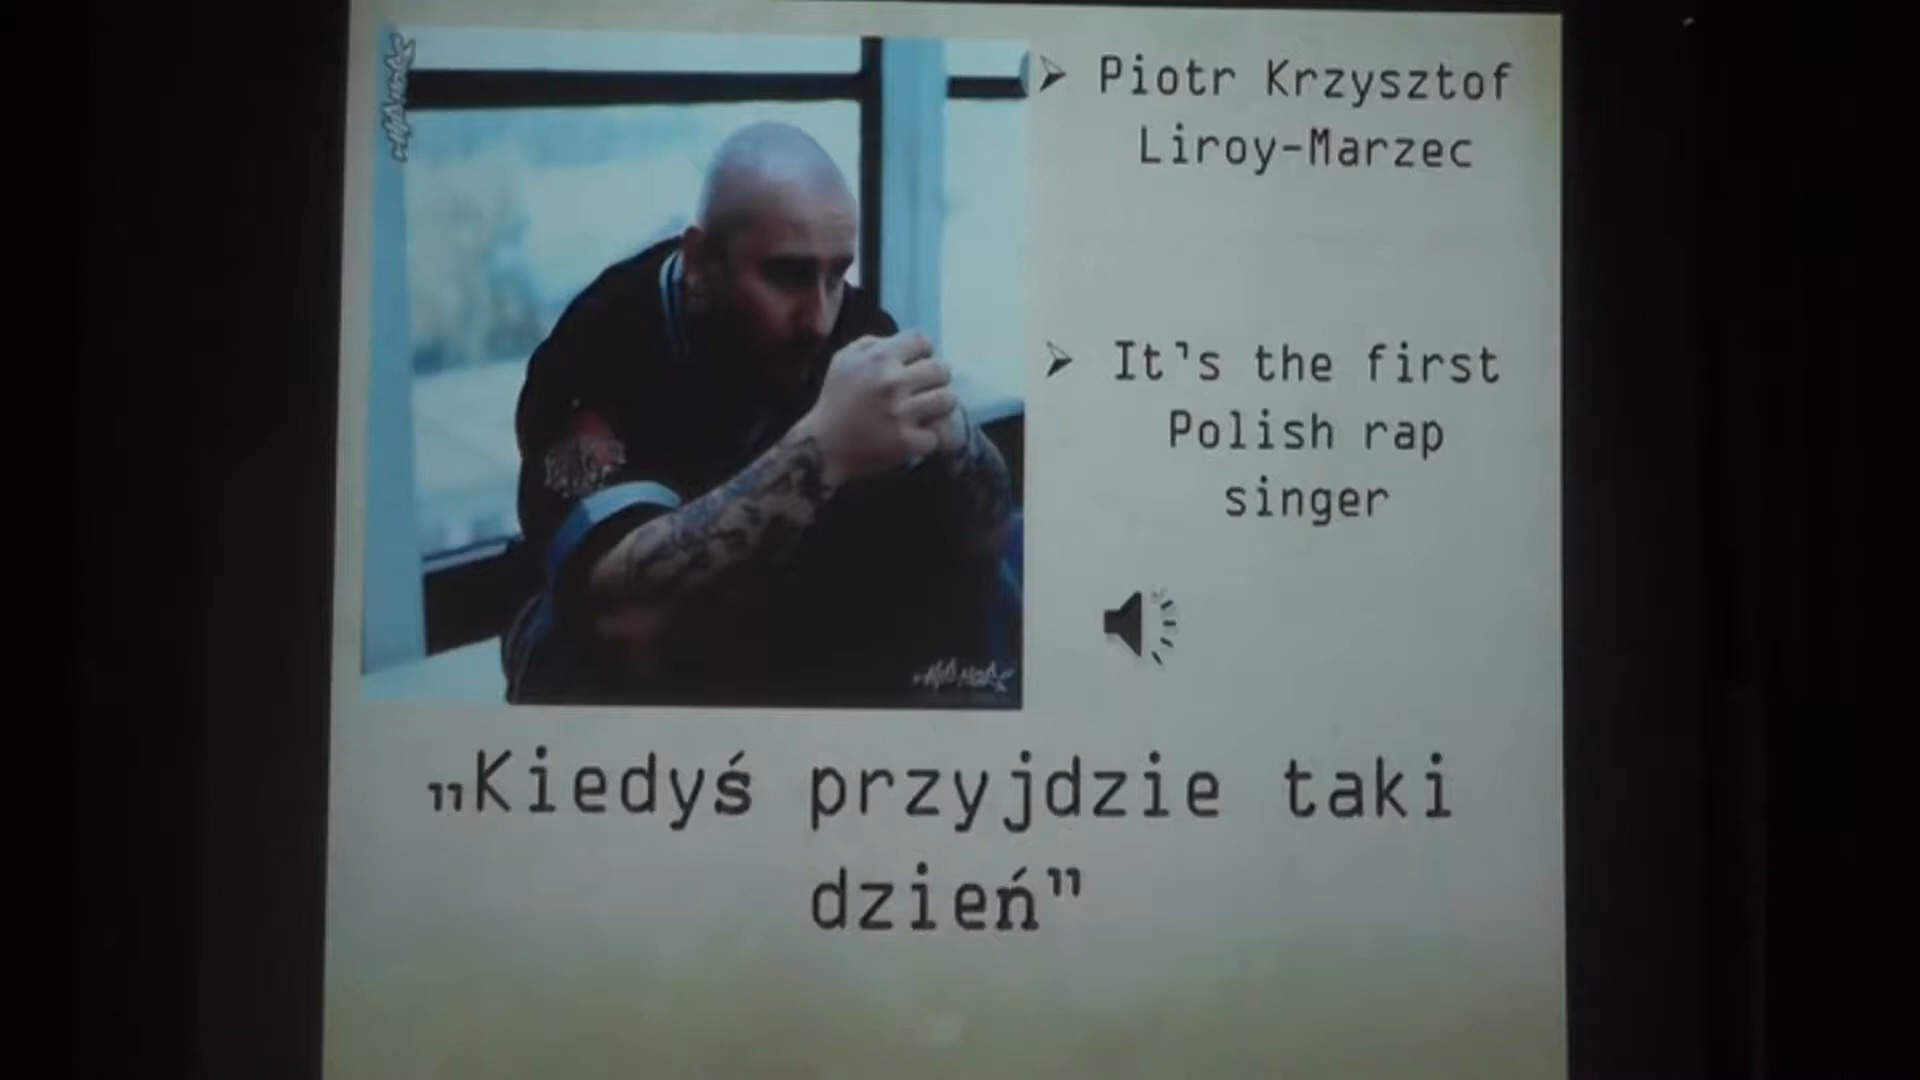 Piotr Krzysztof
Liroy-Marzec
It's the first
Polish rap
singer
„Kiedyś przyjdzie taki
dzień”